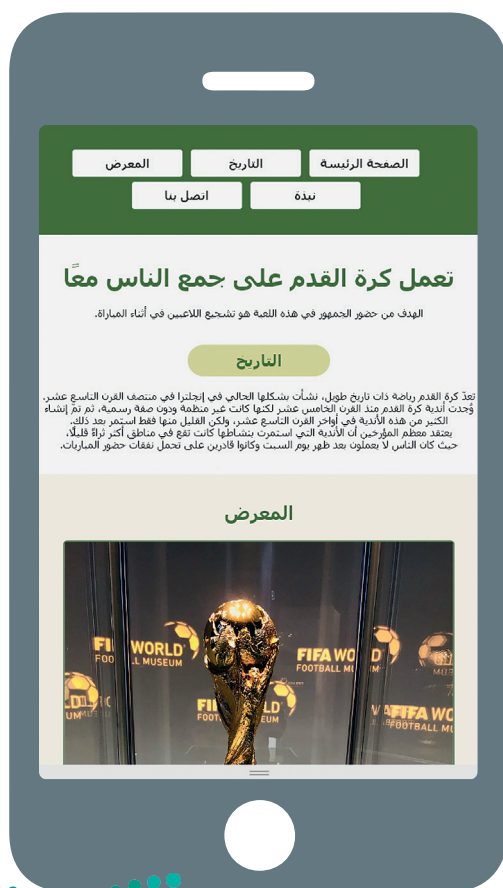 الصفحة الرئيسة
التاريخ
المعرض
نبذة
اتصل بنا
تعمل كرة القدم على جمع الناس معًا
الهدف من حضور الجمهور في هذه اللعبة هو تشجيع اللاعبين في أثناء المباراة.
التاريخ
تعدّ كرة القدم رياضة ذات تاريخ طويل، نشأت بشكلها الحالي في إنجلترا في منتصف القرن التاسع عشر.
وُجدت أندية كرة القدم منذ القرن الخامس عشر لكنها كانت غير منظمة ودون صفة رسمية، ثم تمّ إنشاء
الكثير من هذه الأندية في أواخر القرن التاسع عشر، ولكن القليل منها فقط استمر بعد ذلك.
يعتقد معظم المؤرخين أن الأندية التي استمرت بنشاطها كانت تقع في مناطق أكثر ثراءً قليلًا،
حيث كان الناس لا يعملون بعد ظهر يوم السبت وكانوا قادرين على تحمل نفقات حضور المباريات.
المعرض
WORLD
MUSEUM
FIFA WORLD
FOOTBALL
FIFA WO
FOOTBALL MU